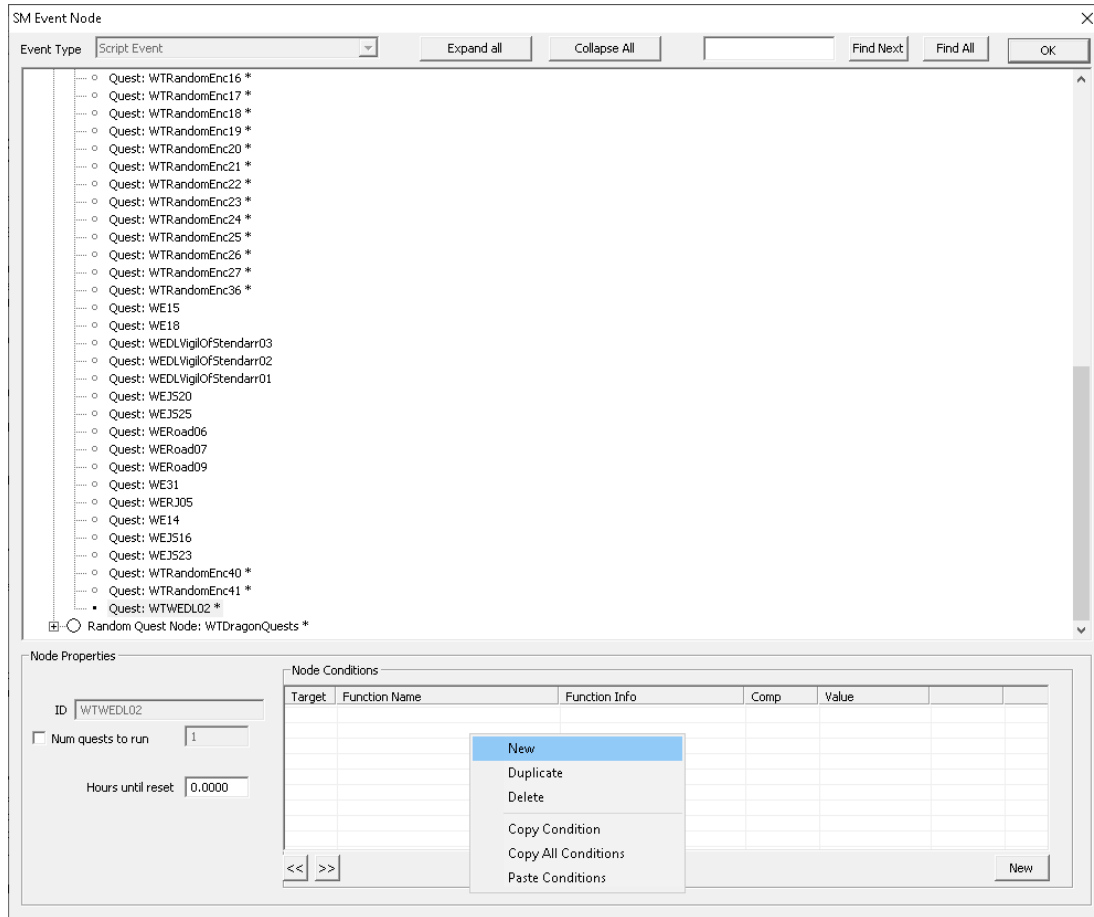 SM Event Node
Event Type Script Event Expand all Collapse All Find Next Find All OK
Quest: WTRandomEnc16 *
Quest: WTRandomEnc17 *
Quest: WTRandomEnc18 *
Quest: WTRandomEnc19 *
Quest: WTRandomEnc20 *
Quest: WTRandomEnc21 *
Quest: WTRandomEnc22 *
Quest: WTRandomEnc23 *
Quest: WTRandomEnc24 *
Quest: WTRandomEnc25 *
Quest: WTRandomEnc26 *
Quest: WTRandomEnc27 *
Quest: WTRandomEnc36 *
Quest: WE15
Quest: WE18
Quest: WEDLVigilOfStendarr03
Quest: WEDLVigilOfStendarr02
Quest: WEDLVigilOfStendarr01
Quest: WEJS20
Quest: WEJS25
Quest: WERoad06
Quest: WERoad07
Quest: WERoad09
Quest: WE31
Quest: WERJ05
Quest: WE14
Quest: WEJS16
Quest: WEJS23
Quest: WTRandomEnc40 *
Quest: WTRandomEnc41 *
Quest: WTWEDL02 *
Random Quest Node: WTDragonQuests *
Node Properties
Node Conditions
Target Function Name Function Info Comp Value
ID WTWEDL02
Num quests to run 1
Hours until reset 0.0000
New
Duplicate
Delete
Copy Condition
Copy All Conditions
Paste Conditions
<< >> New